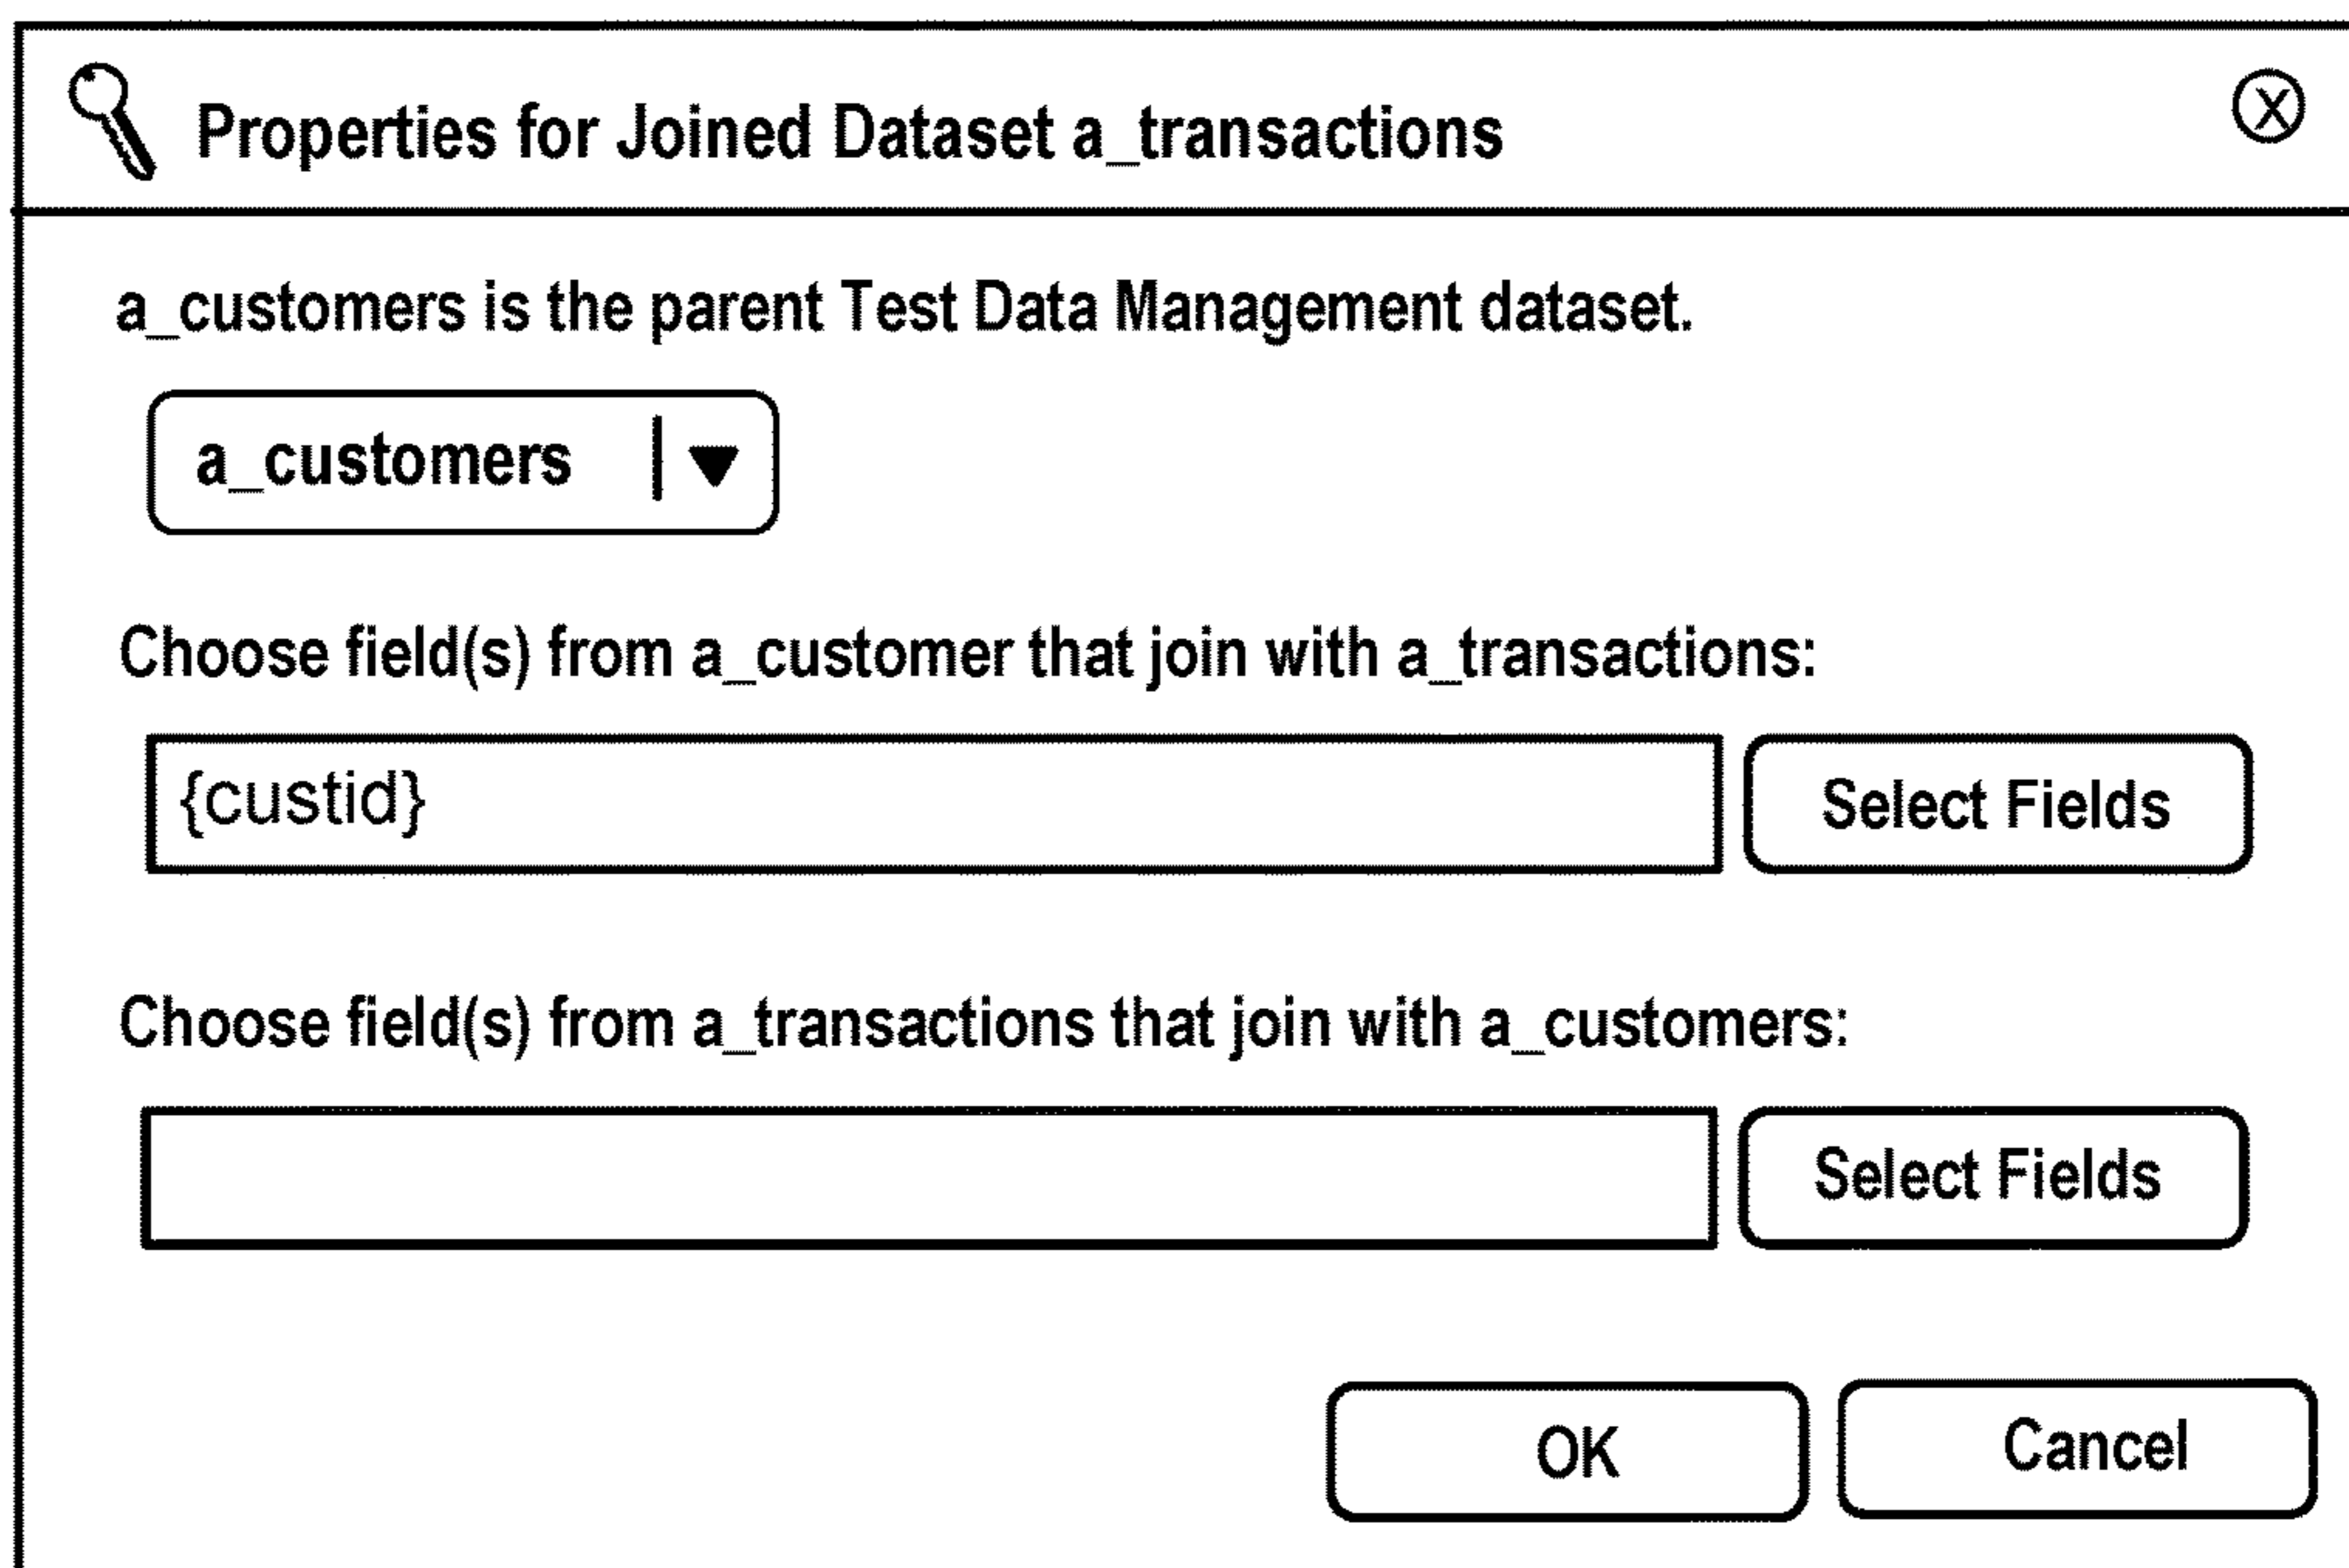 Properties for Joined Dataset a_transactions X
a_customers is the parent Test Data Management dataset.
a_customers
Choose field(s) from a_customer that join with a_transactions:
{custid} Select Fields
Choose field(s) from a_transactions that join with a_customers:
Select Fields
OK Cancel